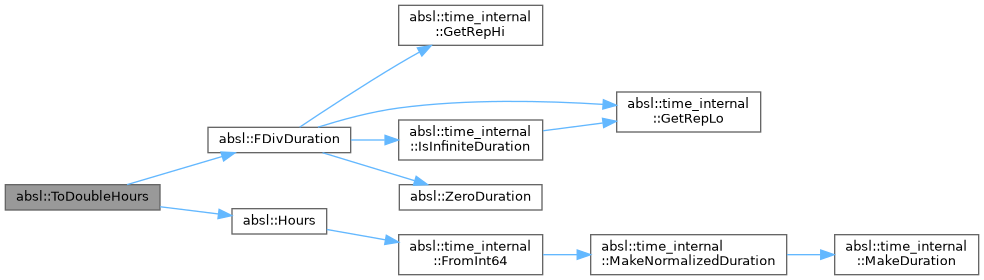 absl::time_internal
::GetRepHi
absl::time_internal
::GetRepLo
absl::FDivDuration
absl::time_internal
::IsInfiniteDuration
absl::ToDoubleHours
absl::ZeroDuration
absl::Hours
absl::time_internal
::FromInt64
absl::time_internal
::MakeNormalizedDuration
absl::time_internal
::MakeDuration